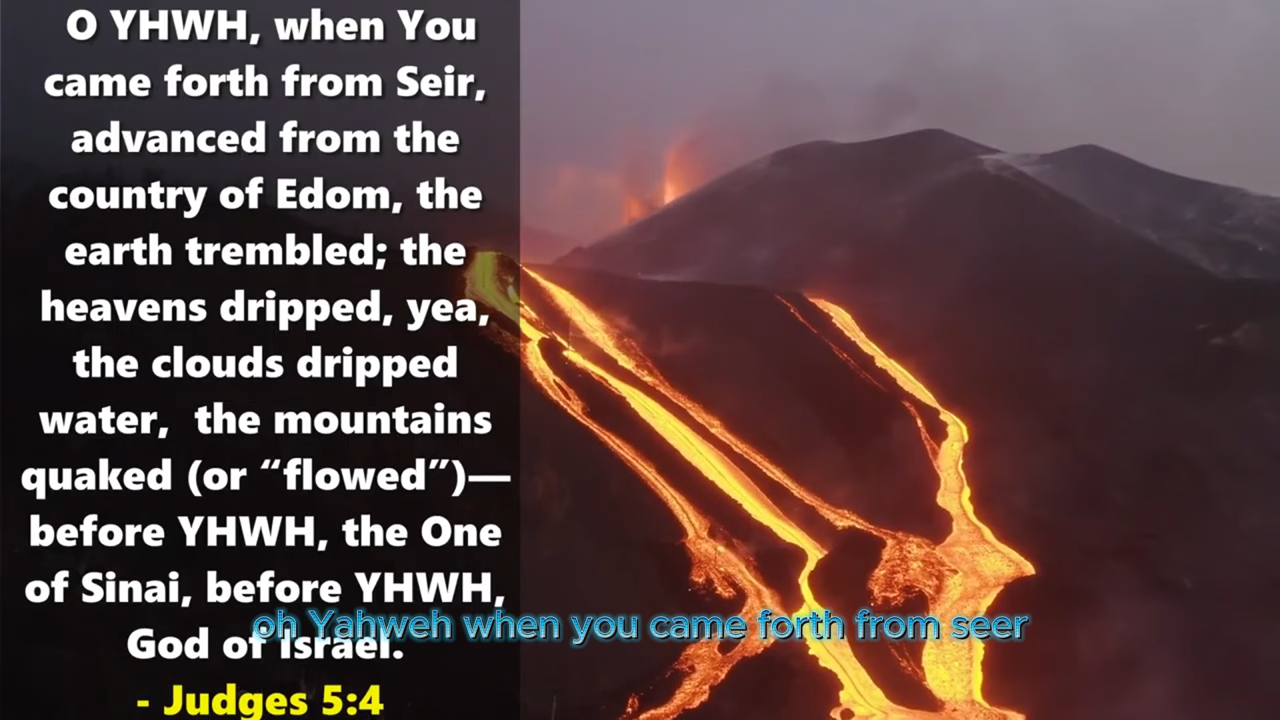 O YHWH, when You
came forth from Seir,
advanced from the
country of Edom, the
earth trembled; the
heavens dripped, yea,
the clouds dripped
water, the mountains
quaked (or “flowed”)—
before YHWH, the One
of Sinai, before YHWH,
oh Yahweh when you came forth from seer
God of Israel.
- Judges 5:4